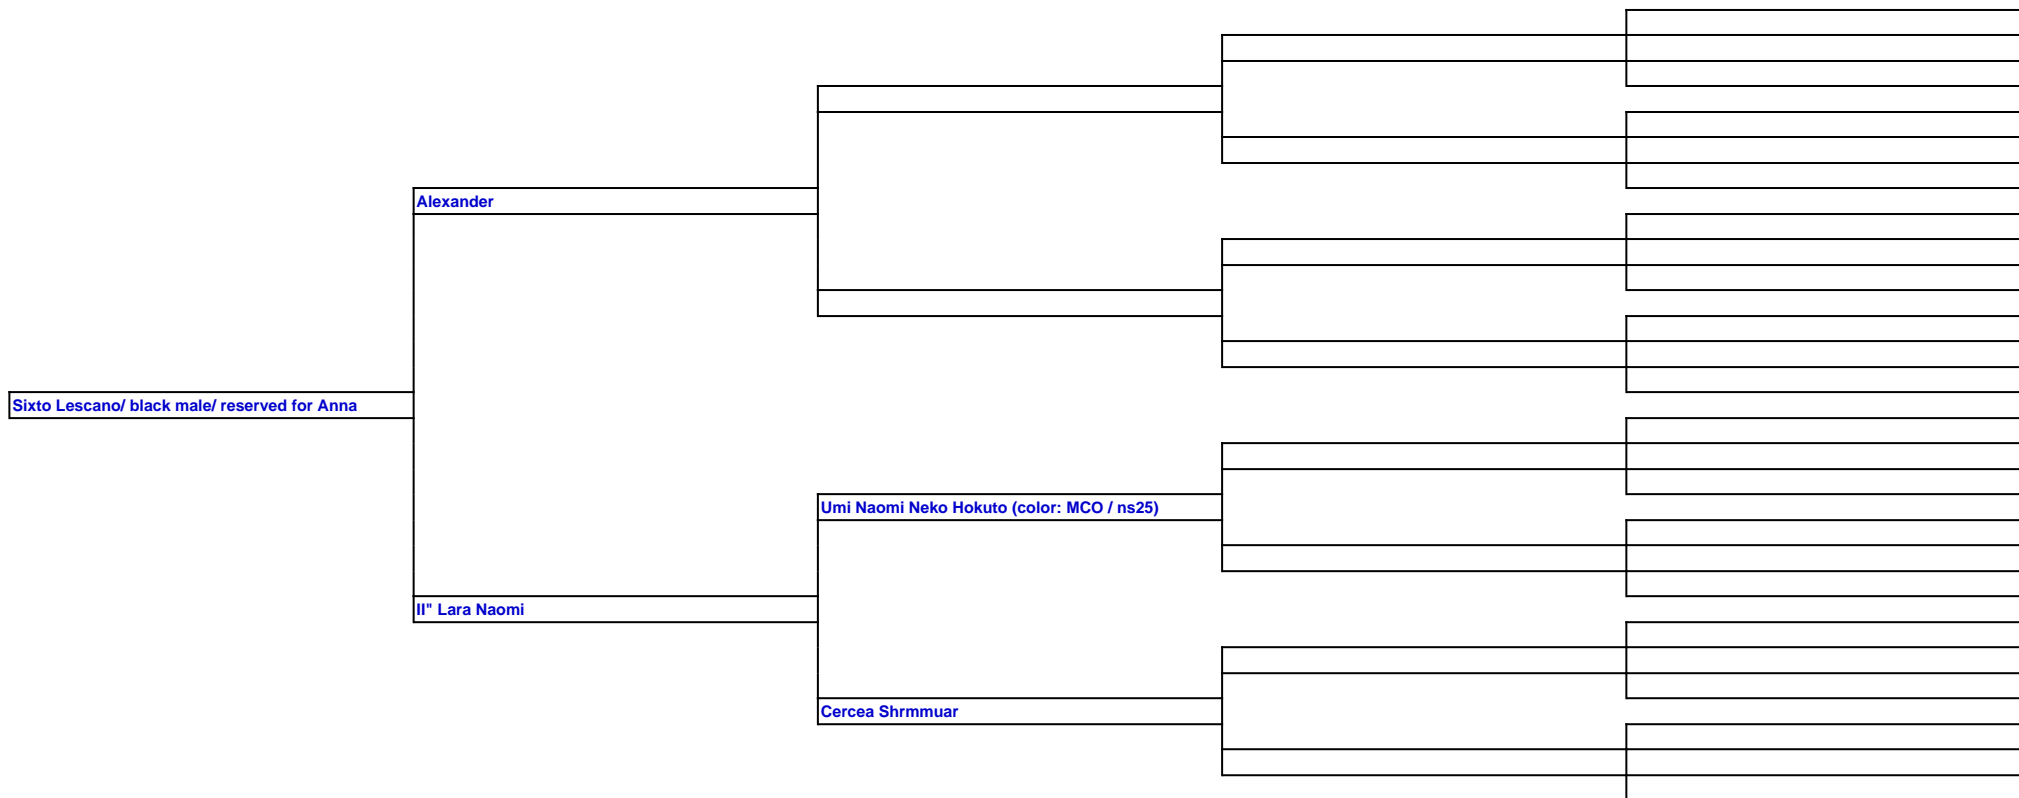 Alexander
Sixto Lescano/ black male/ reserved for Anna
Umi Naomi Neko Hokuto (color: MCO / ns25)
II" Lara Naomi
Cercea Shrmmuar